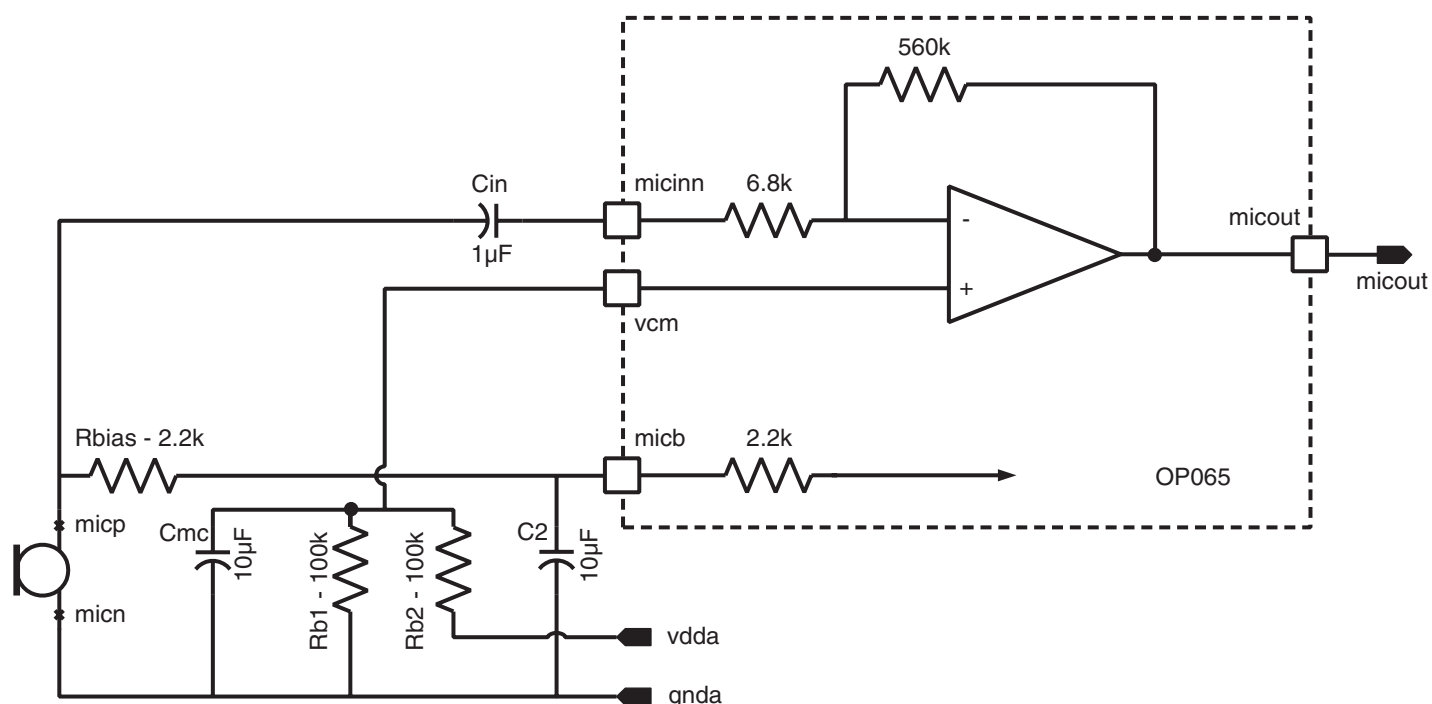 560k
Cin
micinn
6.8k
1µF
-
micout
+
micout
vcm
Rbias - 2.2k
micb
2.2k
OP065
micp
Cmc
10µF
Rb1 - 100k
Rb2 - 100k
C2
10µF
micn
vdda
gnda